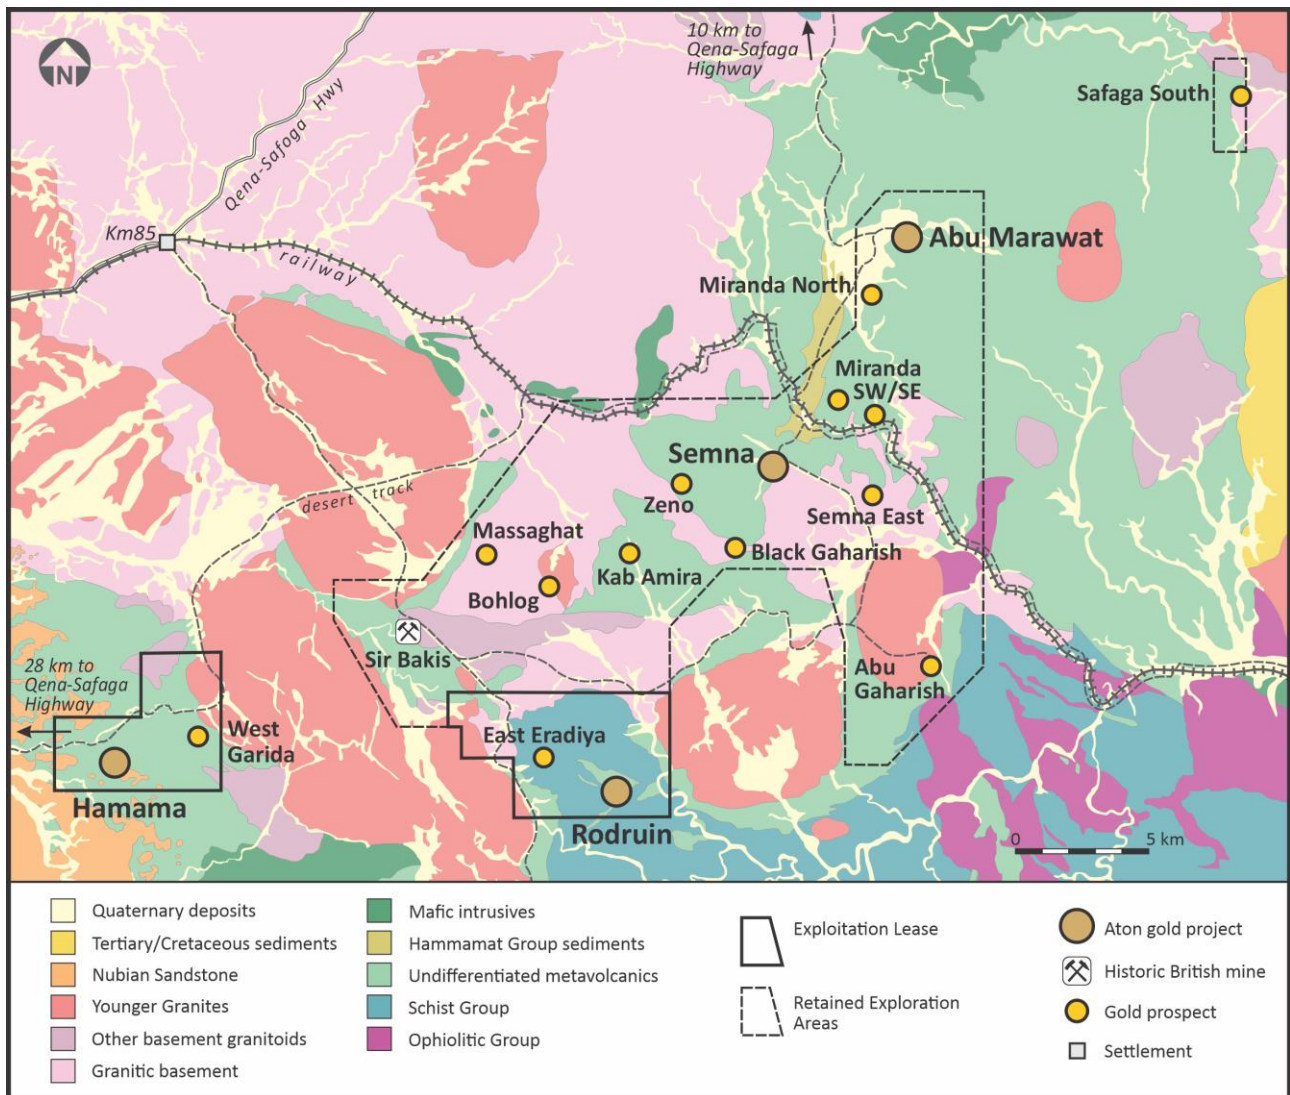 10 km to
Qena-Safaga
Highway
N
Qena-Safoga Hwy
Safaga South
Km85
railway
Abu Marawat
Miranda North
Miranda
SW/SE
Semna
desert track
Zeno
Semna East
Massaghat
Black Gaharish
Kab Amira
Bohlog
Sir Bakis
28 km to
Qena-Safaga
Highway
Abu
Gaharish
West
Garida
East Eradiya
Hamama
Rodruin
0 5 km
Quaternary deposits
Tertiary/Cretaceous sediments
Nubian Sandstone
Younger Granites
Other basement granitoids
Granitic basement
Mafic intrusives
Hammamat Group sediments
Undifferentiated metavolcanics
Schist Group
Ophiolitic Group
Exploitation Lease
Retained Exploration
Areas
Aton gold project
Historic British mine
Gold prospect
Settlement